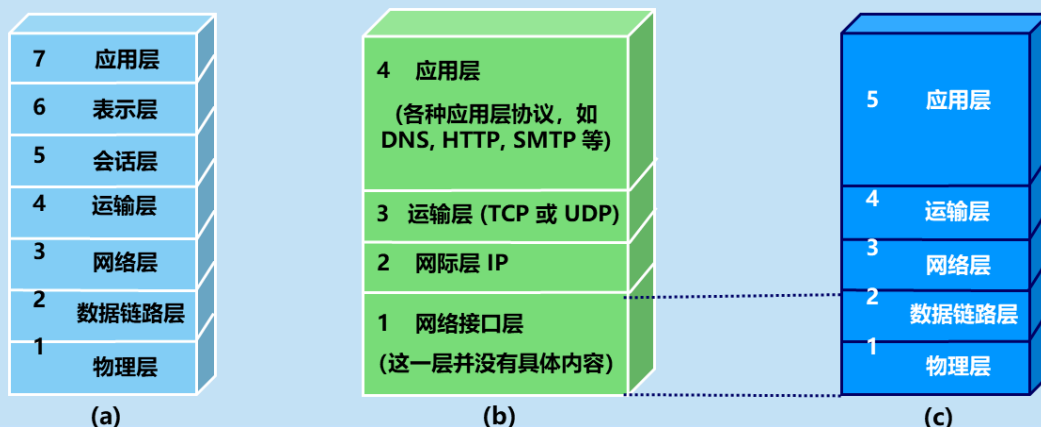 7 应用层
6 表示层
5 会话层
4 运输层
3 网络层
2 数据链路层
1 物理层
(a)
4 应用层
(各种应用层协议，如
DNS, HTTP, SMTP 等)
3 运输层 (TCP 或 UDP)
2 网际层 IP
1 网络接口层
(这一层并没有具体内容)
(b)
5 应用层
4 运输层
3 网络层
2 数据链路层
1 物理层
(c)